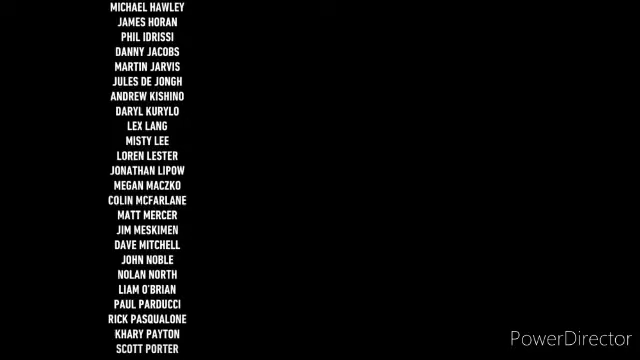 MICHAEL HAWLEY
JAMES HORAN
PHIL IDRISSI
DANNY JACOBS
MARTIN JARVIS
JULES DE JONGH
ANDREW KISHINO
DARYL KURYLO
LEX LANG
MISTY LEE
LOREN LESTER
JONATHAN LIPOW
MEGAN MACZKO
COLIN MCFARLANE
MATT MERCER
JIM MESKIMEN
DAVE MITCHELL
JOHN NOBLE
NOLAN NORTH
LIAM O'BRIAN
PAUL PARDUCCI
RICK PASQUALONE
KHARY PAYTON
SCOTT PORTER
PowerDirector